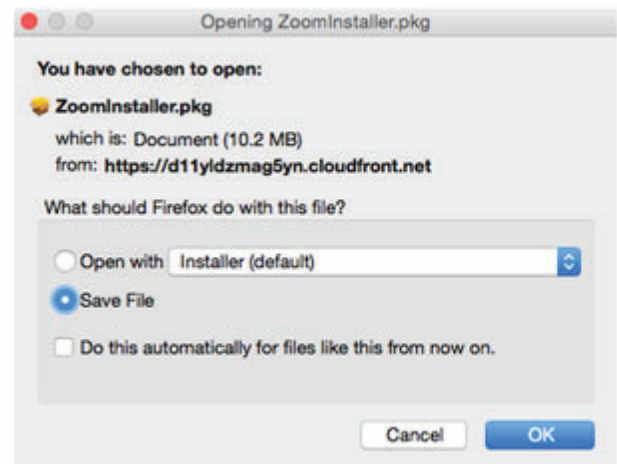 Opening ZoomInstaller.pkg
You have chosen to open:
ZoomInstaller.pkg
which is: Document (10.2 MB)
from: https://d11yldzmag5yn.cloudfront.net
What should Firefox do with this file?
Open with Installer (default)
Save File
Do this automatically for files like this from now on.
Cancel OK